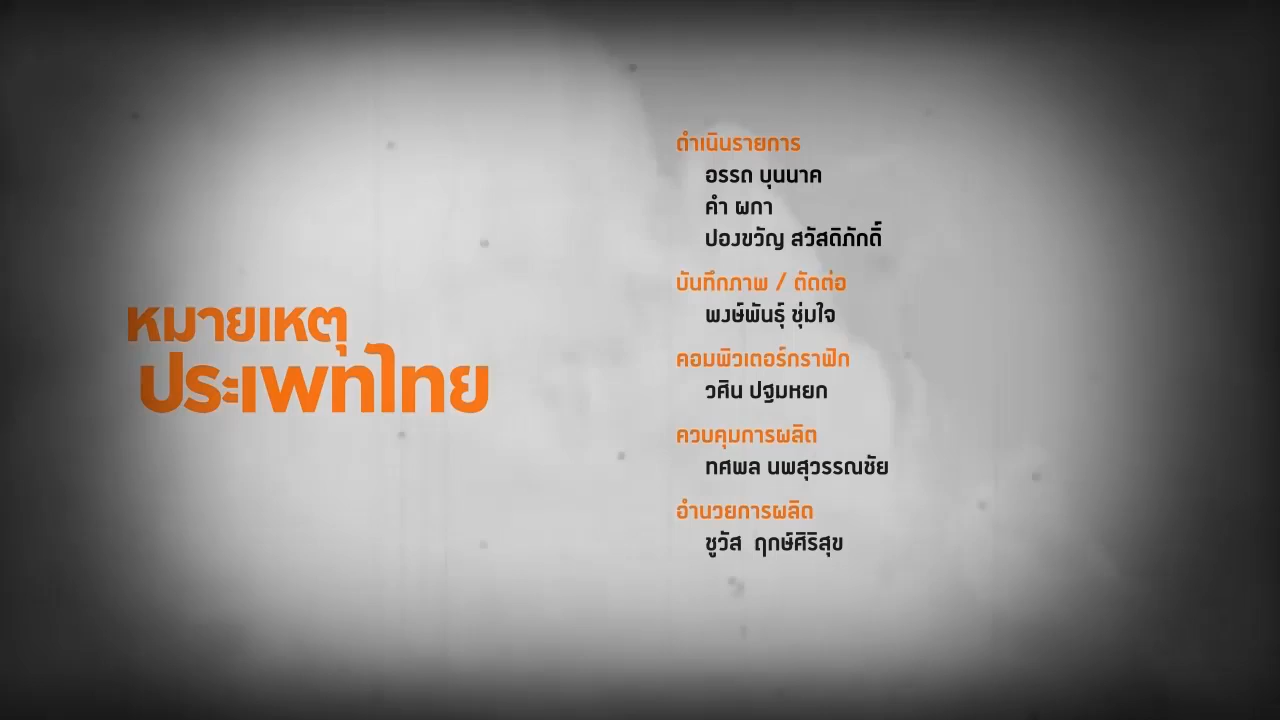 หมายเหตุ
ประเพทไทย
ดำเนินรายการ
อรรถ บุนนาค
คำ ผกา
ปองขวัญ สวัสดิภักดิ์
บันทึกภาพ / ตัดต่อ
พงษ์พันธุ์ ชุ่มใจ
คอมพิวเตอร์กราฟิก
วศิน ปฐมหยก
ควบคุมการผลิต
ทศพล นพสุวรรณชัย
อำนวยการผลิต
ชูวัส ฤกษ์ศิริสุข